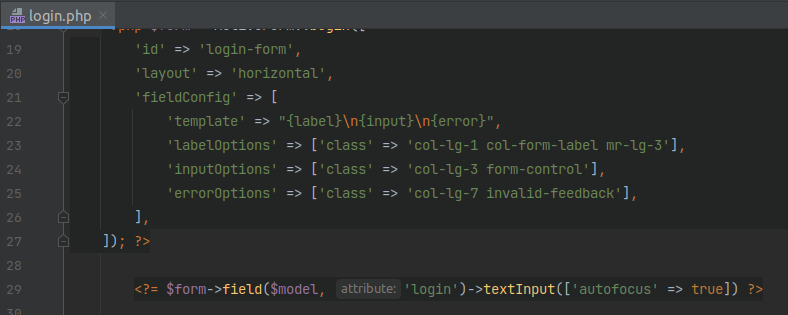 login.php
19 'id' => 'login-form',
20 'layout' => 'horizontal',
21 'fieldConfig' => [
22 'template' => "{label}\n{input}\n{error}",
23 'labelOptions' => ['class' => 'col-lg-1 col-form-label mr-lg-3'],
24 'inputOptions' => ['class' => 'col-lg-3 form-control'],
25 'errorOptions' => ['class' => 'col-lg-7 invalid-feedback'],
26 ],
27 ]); ?>
28
29 <?= $form->field($model, attribute: 'login')->textInput(['autofocus' => true]) ?>